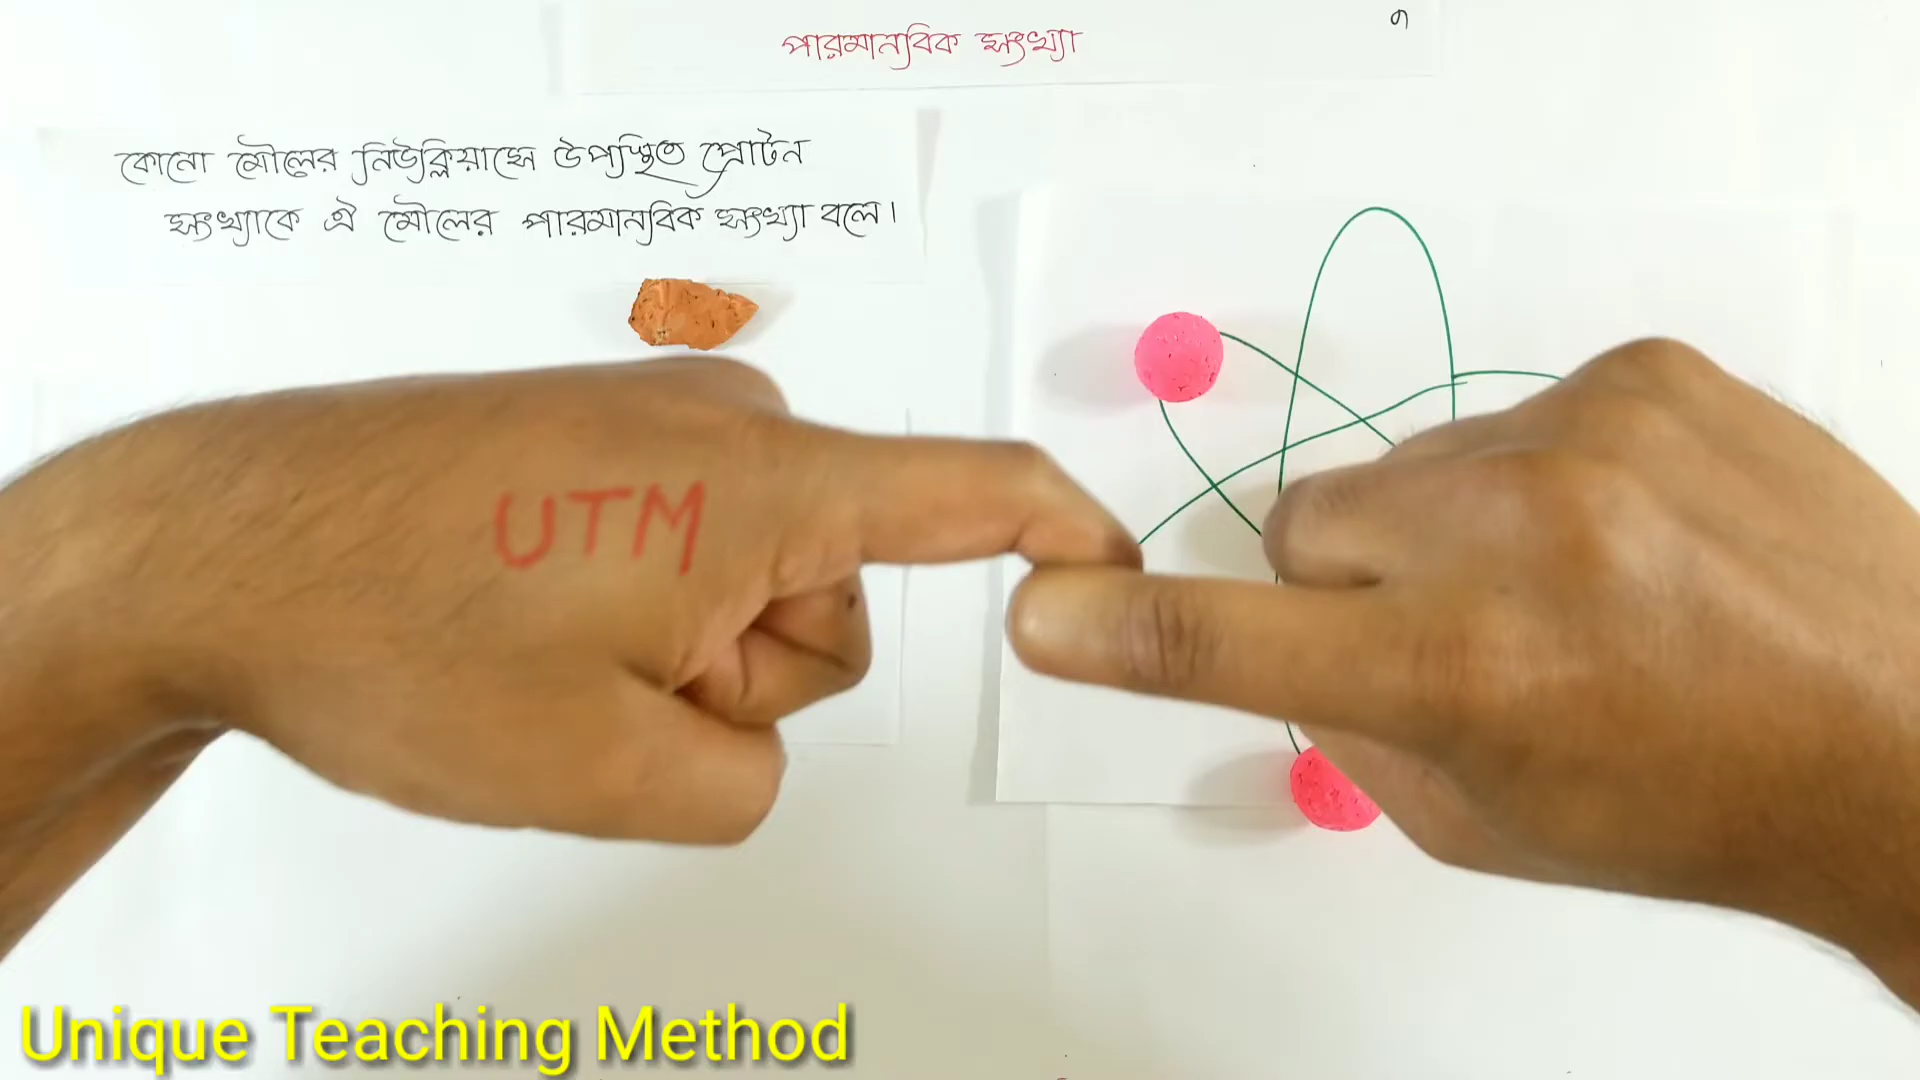 পারমানবিক সংখ্যা
৩
কোনো মৌলের নিউক্লিয়াসে উপস্থিত প্রোটন
সংখ্যাকে ঐ মৌলের পারমানবিক সংখ্যা বলে।
UTM
Unique Teaching Method